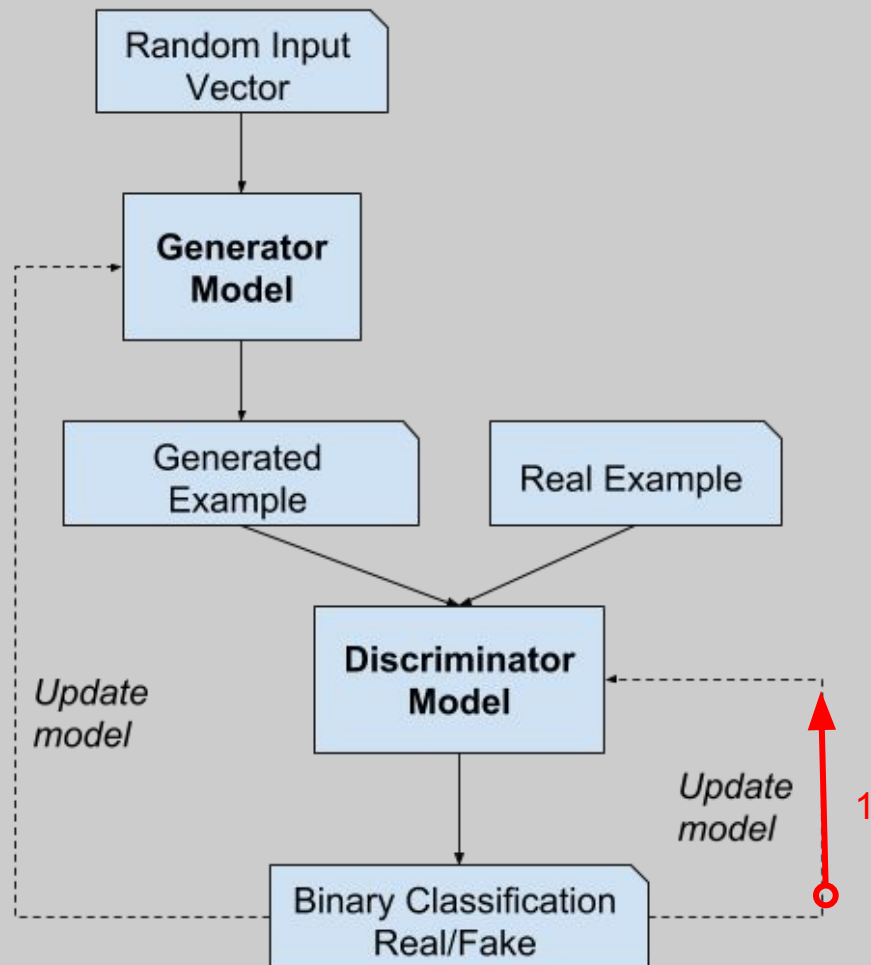 Random Input
Vector
Generator
Model
Generated
Example
Real Example
Discriminator
Model
Update
model
Update
model
1
Binary Classification
Real/Fake